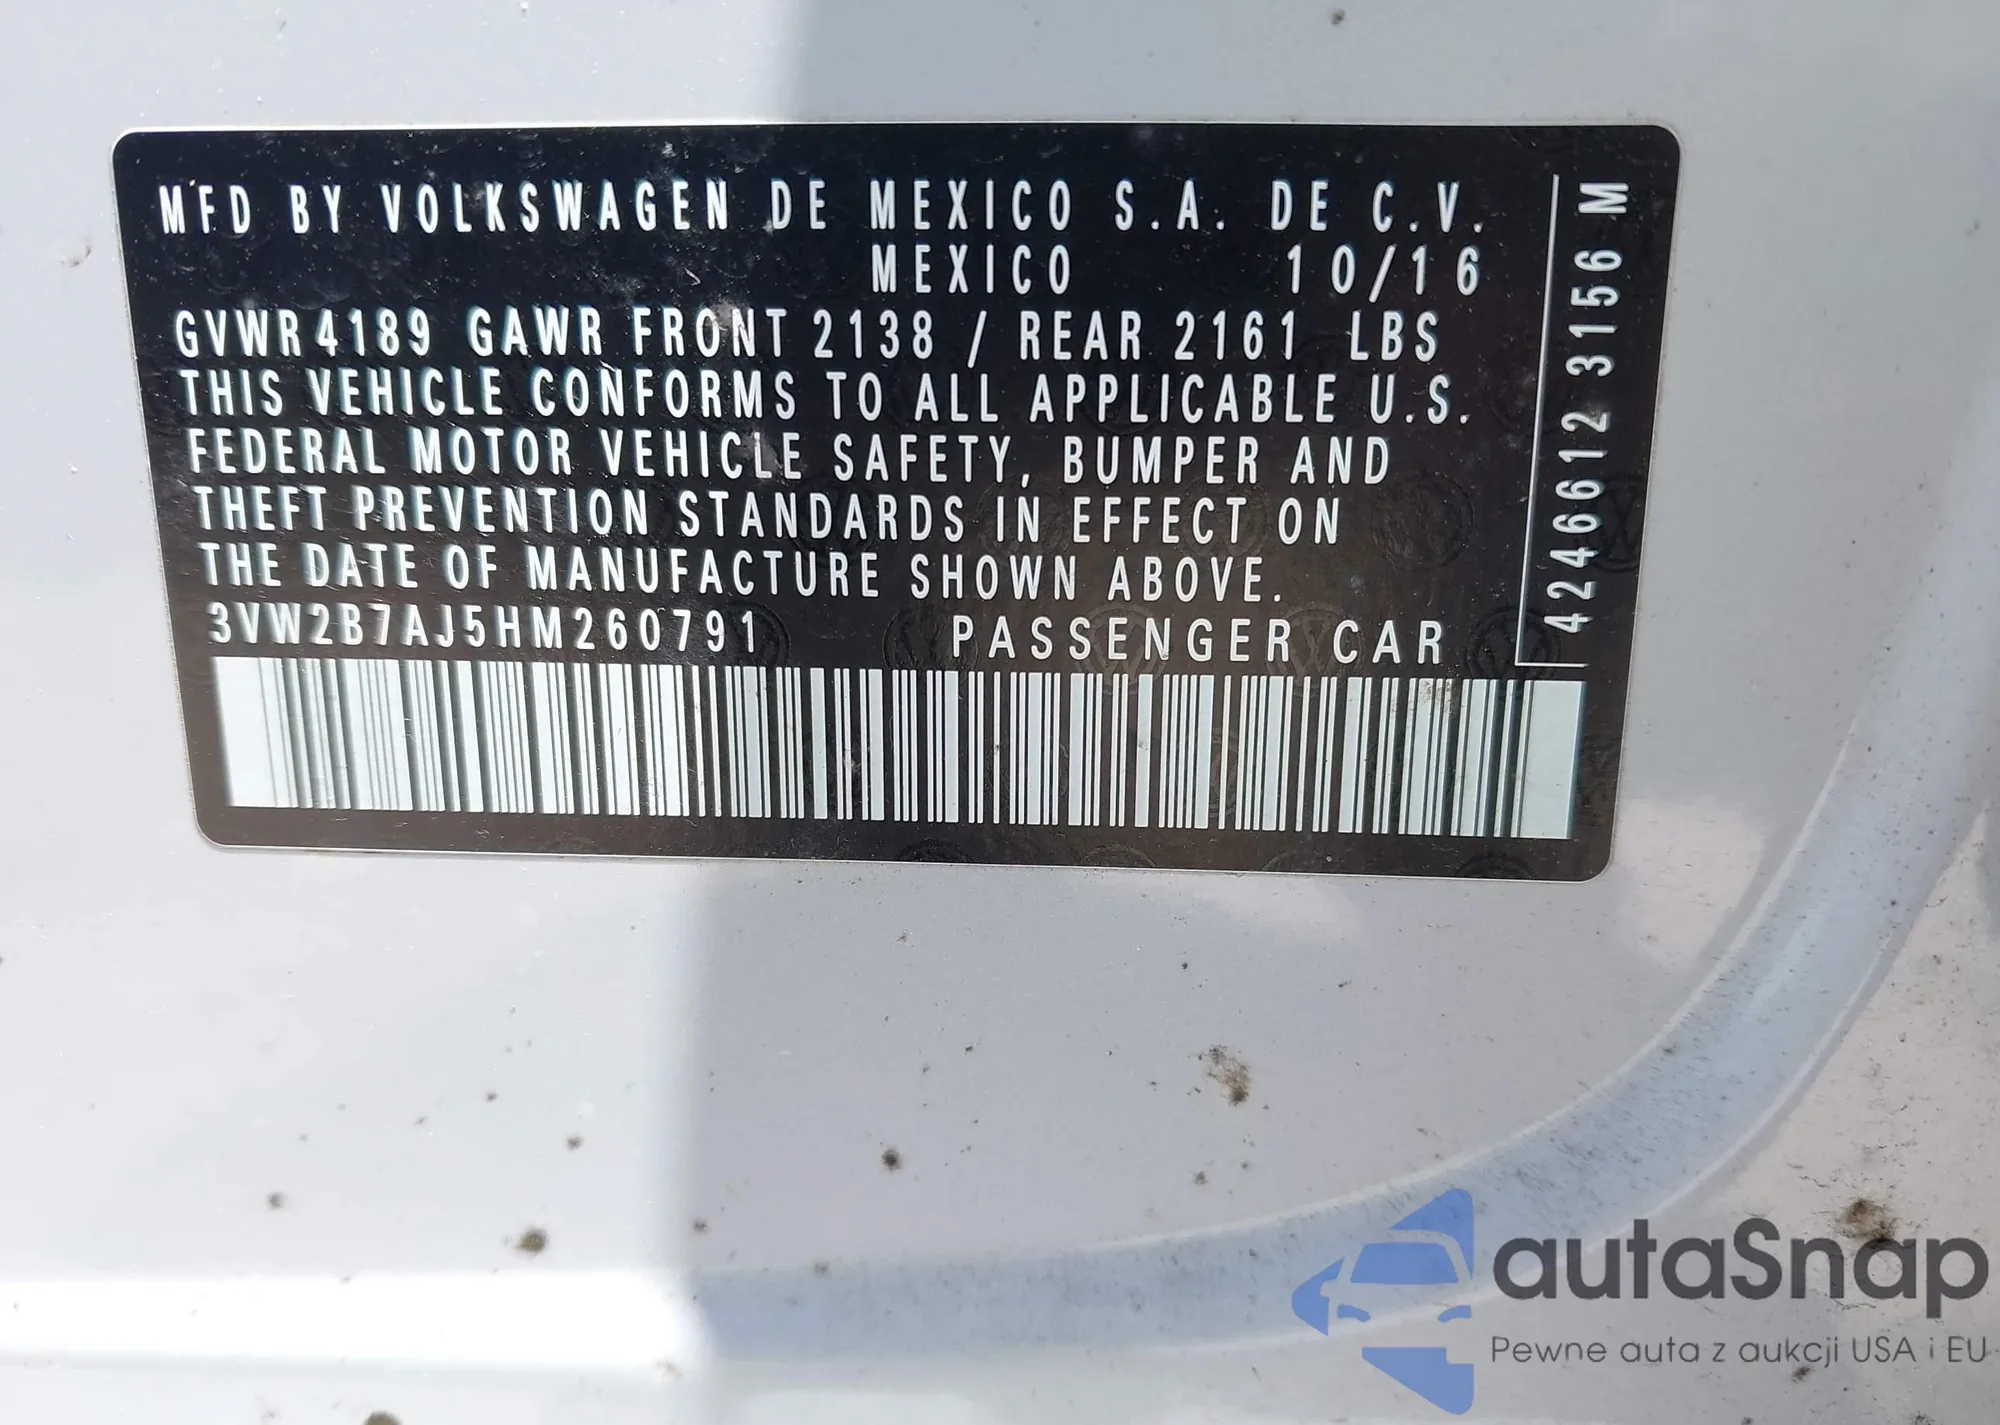 MFD BY VOLKSWAGEN DE MEXICO S.A. DE C.V.
MEXICO 10/16
GVWR 4189 GAWR FRONT 2138 / REAR 2161 LBS
THIS VEHICLE CONFORMS TO ALL APPLICABLE U.S.
FEDERAL MOTOR VEHICLE SAFETY, BUMPER AND
THEFT PREVENTION STANDARDS IN EFFECT ON
THE DATE OF MANUFACTURE SHOWN ABOVE.
3VW2B7AJ5HM260791 PASSENGER CAR
4246612 3156 M
autaSnap
Pewne auta z aukcji USA i EU